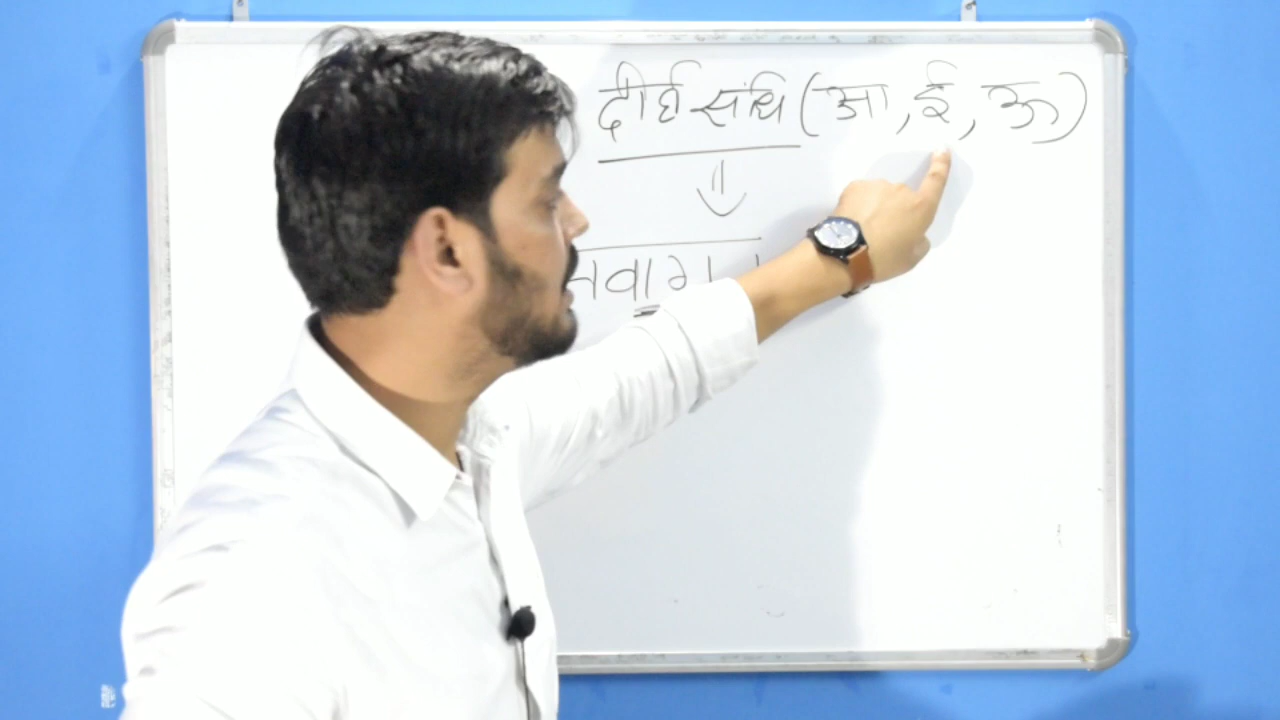 दीर्घ संधि (आ, ई, ऊ)